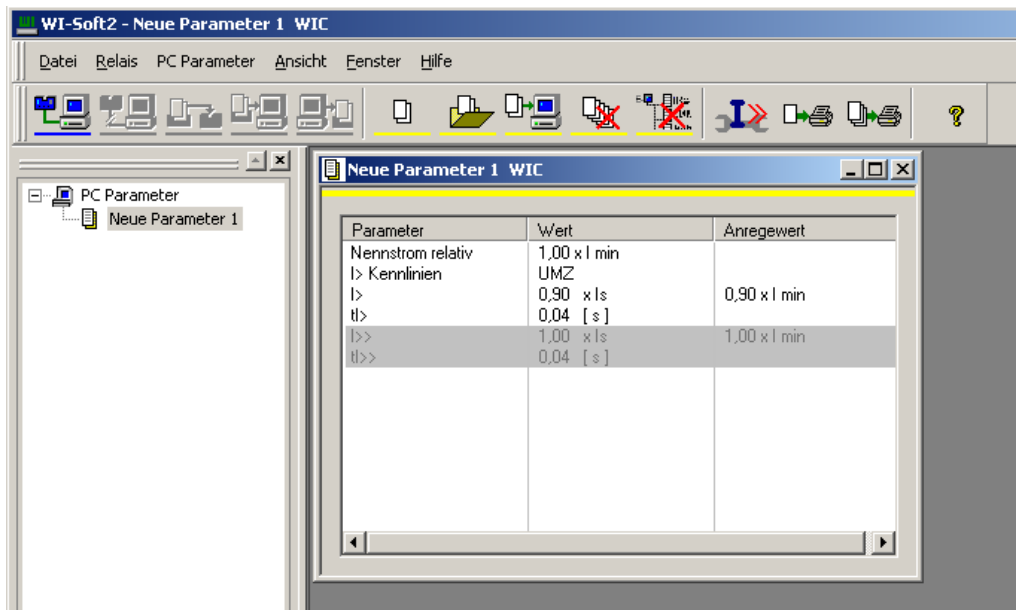 WI-Soft2 - Neue Parameter 1 WIC
Datei Relais PC Parameter Ansicht Fenster Hilfe
PC Parameter
Neue Parameter 1
Neue Parameter 1 WIC
Parameter Wert Anregewert
Nennstrom relativ 1,00 x I min
I> Kennlinien UMZ
I> 0,90 x Is 0,90 x I min
tI> 0,04 [ s ]
I>> 1,00 x Is 1,00 x I min
tI>> 0,04 [ s ]